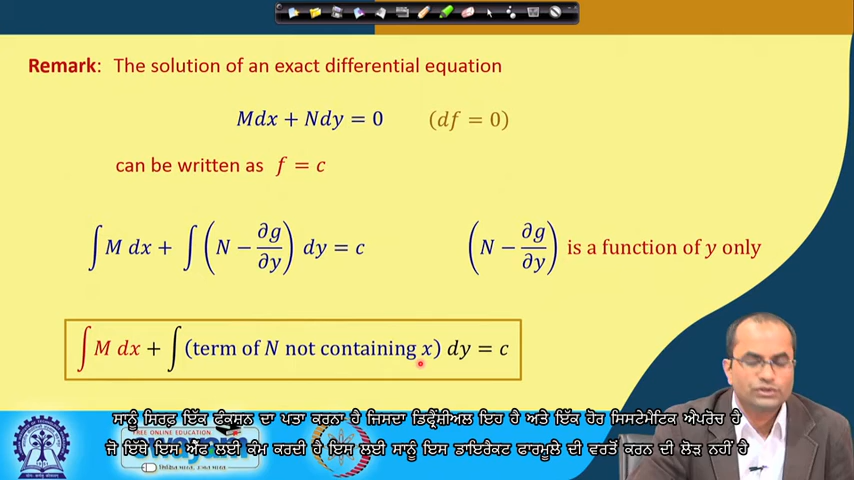 Remark: The solution of an exact differential equation
Mdx + Ndy = 0 (df = 0)
can be written as f = c
∫M dx + ∫(N − ∂g/∂y) dy = c (N − ∂g/∂y) is a function of y only
∫M dx + ∫(term of N not containing x) dy = c
ਸਾਨੂੰ ਸਿਰਫ਼ ਇੱਕ ਫੰਕਸ਼ਨ ਦਾ ਪਤਾ ਕਰਨਾ ਹੈ ਜਿਸਦਾ ਡਿਫ੍ਰੈਂਸ਼ੀਅਲ ਇਹ ਹੈ ਅਤੇ ਇੱਕ ਹੋਰ ਸਿਸਟੇਮੈਟਿਕ ਐਪਰੋਚ ਹੈ
ਜੋ ਇੱਥੇ ਇਸ ਐੱਫ ਲਈ ਕੰਮ ਕਰਦੀ ਹੈ ਇਸ ਲਈ ਸਾਨੂੰ ਇਸ ਡਾਇਰੈਕਟ ਫਾਰਮੂਲੇ ਦੀ ਵਰਤੋਂ ਕਰਨ ਦੀ ਲੋੜ ਨਹੀਂ ਹੈ